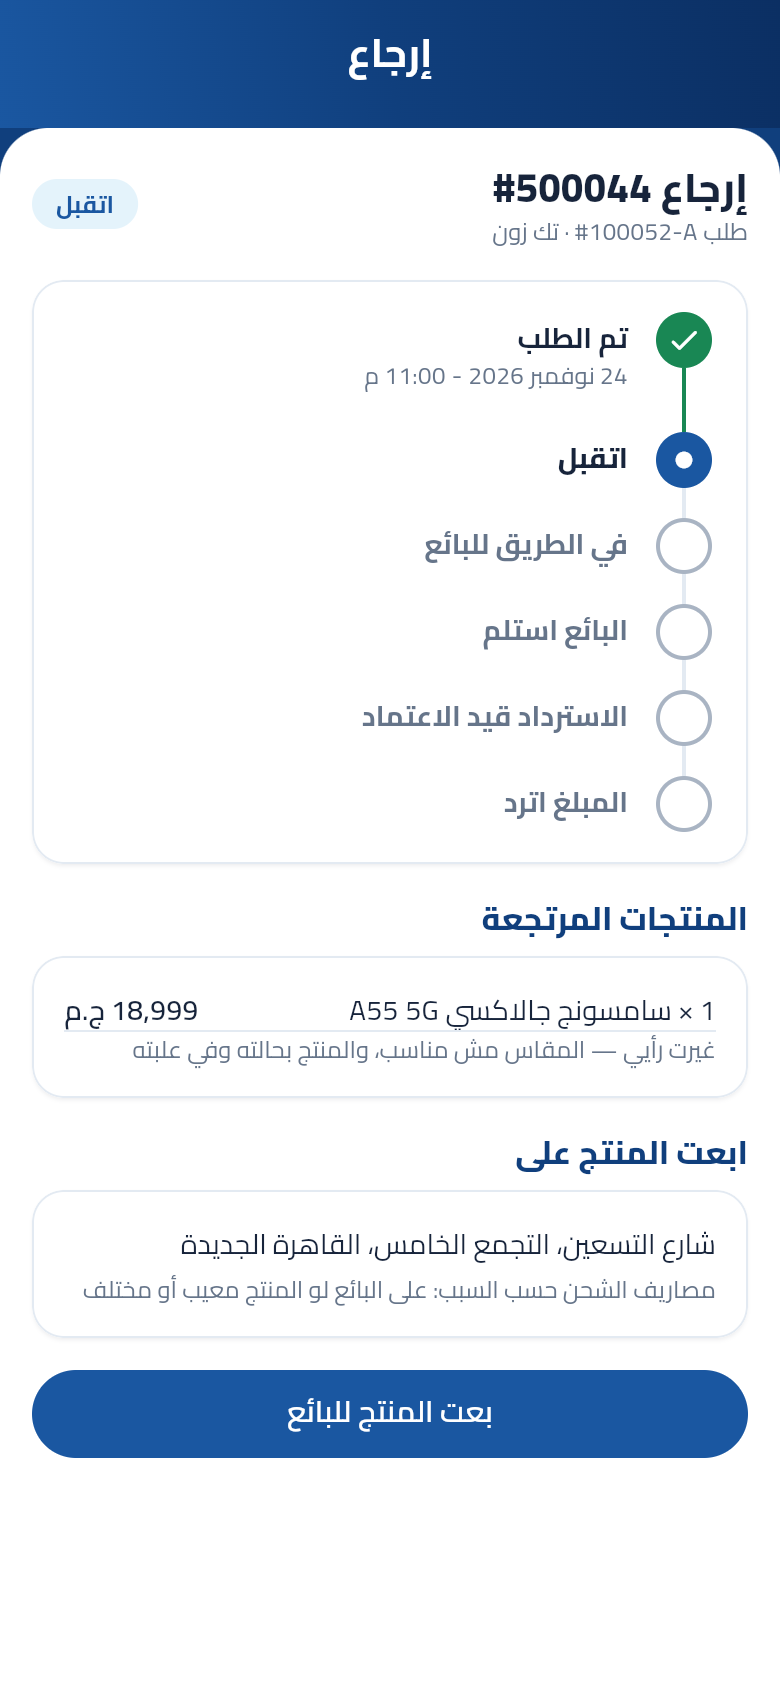 إرجاع
إرجاع 500044#
اتقبل
طلب 100052-A# · تك زون
تم الطلب
24 نوفمبر 2026 - 11:00 م
اتقبل
في الطريق للبائع
البائع استلم
الاسترداد قيد الاعتماد
المبلغ اترد
المنتجات المرتجعة
1 × سامسونج جالاكسي A55 5G
18,999 ج.م
غيرت رأيي — المقاس مش مناسب، والمنتج بحالته وفي علبته
ابعت المنتج على
شارع التسعين، التجمع الخامس، القاهرة الجديدة
مصاريف الشحن حسب السبب: على البائع لو المنتج معيب أو مختلف
بعت المنتج للبائع